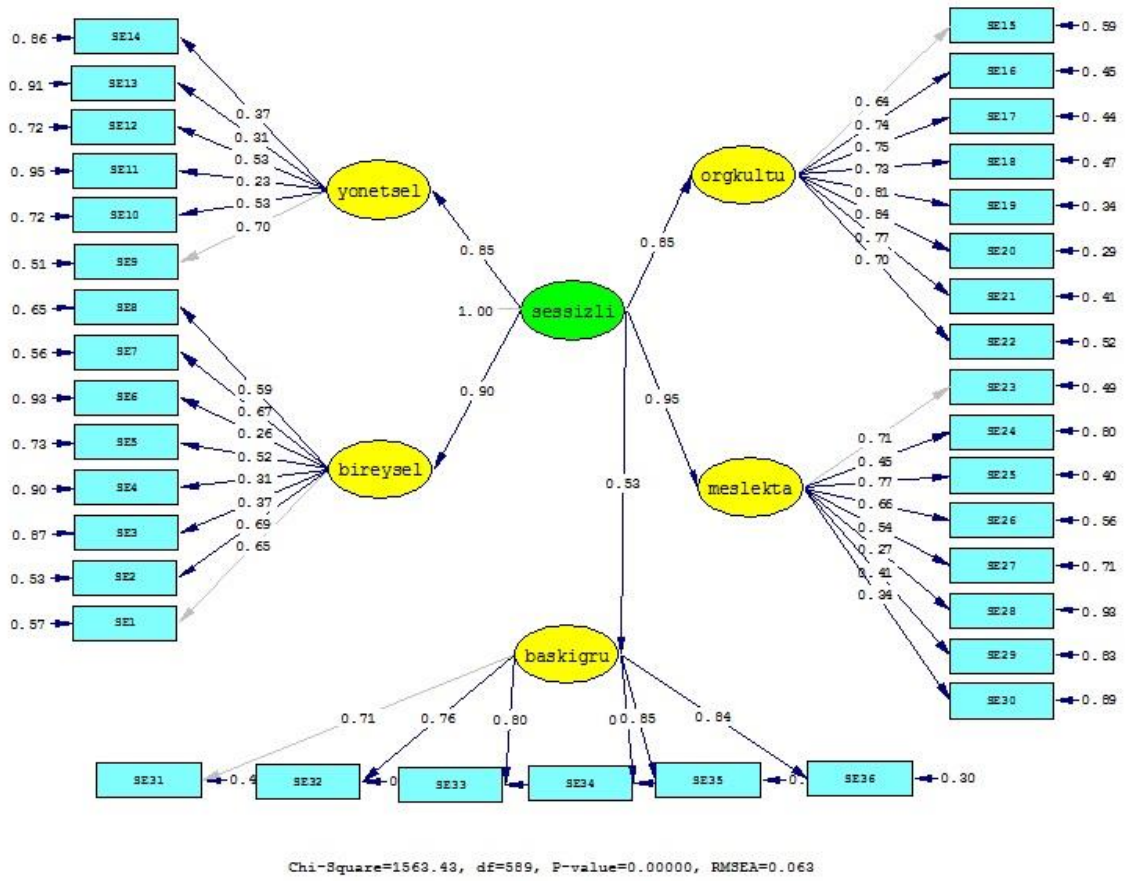 0.86 SE14
0.91 SE13
0.72 SE12
0.95 SE11
0.72 SE10
0.51 SE9
0.65 SE8
0.56 SE7
0.93 SE6
0.73 SE5
0.90 SE4
0.87 SE3
0.53 SE2
0.57 SE1
0.37
0.31
0.53
0.23
0.53
0.70
yonetsel
0.59
0.67
0.26
0.52
0.31
0.37
0.69
0.65
bireysel
0.85
1.00
0.90
sessizli
0.85
0.95
0.53
orgkultu
0.64
0.74
0.75
0.73
0.81
0.84
0.77
0.70
meslekta
0.71
0.45
0.77
0.66
0.54
0.27
0.41
0.34
SE15 0.59
SE16 0.45
SE17 0.44
SE18 0.47
SE19 0.34
SE20 0.29
SE21 0.41
SE22 0.52
SE23 0.49
SE24 0.80
SE25 0.40
SE26 0.56
SE27 0.71
SE28 0.93
SE29 0.83
SE30 0.89
baskigru
0.71 0.76 0.80 0.85 0.84
SE31 SE32 SE33 SE34 SE35 SE36 0.30
Chi-Square=1563.43, df=589, P-value=0.00000, RMSEA=0.063